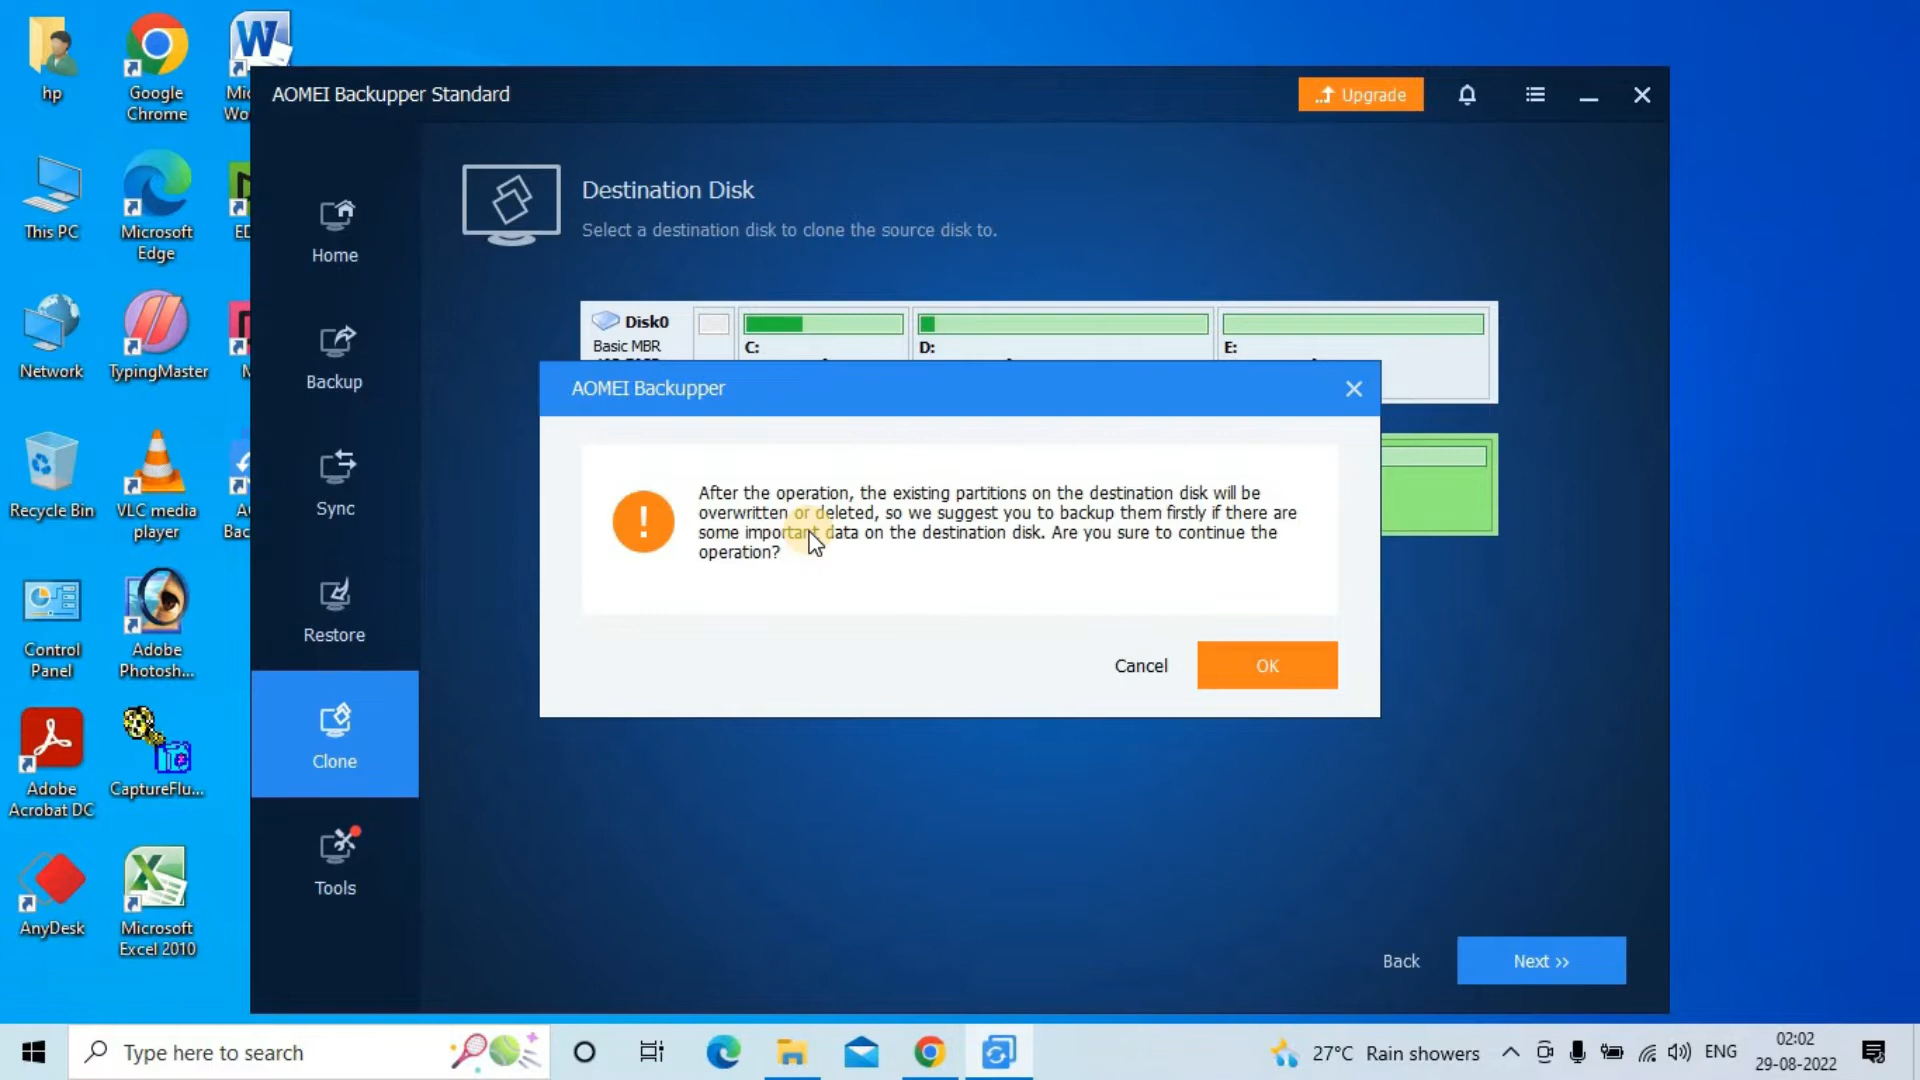 hp
Google
Chrome
This PC
Microsoft
Edge
Network
TypingMaster
Recycle Bin
VLC media
player
Control
Panel
Adobe
Photosh...
Adobe
Acrobat DC
CaptureFlu...
AnyDesk
Microsoft
Excel 2010
AOMEI Backupper Standard
Upgrade
Home
Backup
Sync
Restore
Clone
Tools
Destination Disk
Select a destination disk to clone the source disk to.
Disk0
Basic MBR
C:
D:
E:
AOMEI Backupper
After the operation, the existing partitions on the destination disk will be
overwritten or deleted, so we suggest you to backup them firstly if there are
some important data on the destination disk. Are you sure to continue the
operation?
Cancel
OK
Back
Next >>
Type here to search
27°C Rain showers
ENG
02:02
29-08-2022